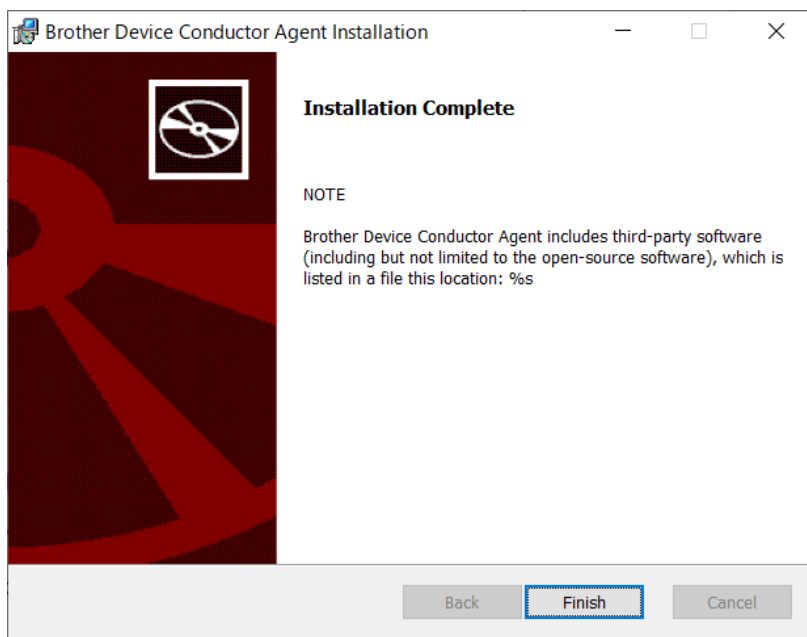 Brother Device Conductor Agent Installation
Installation Complete
NOTE
Brother Device Conductor Agent includes third-party software
(including but not limited to the open-source software), which is
listed in a file this location: %s
Back
Finish
Cancel